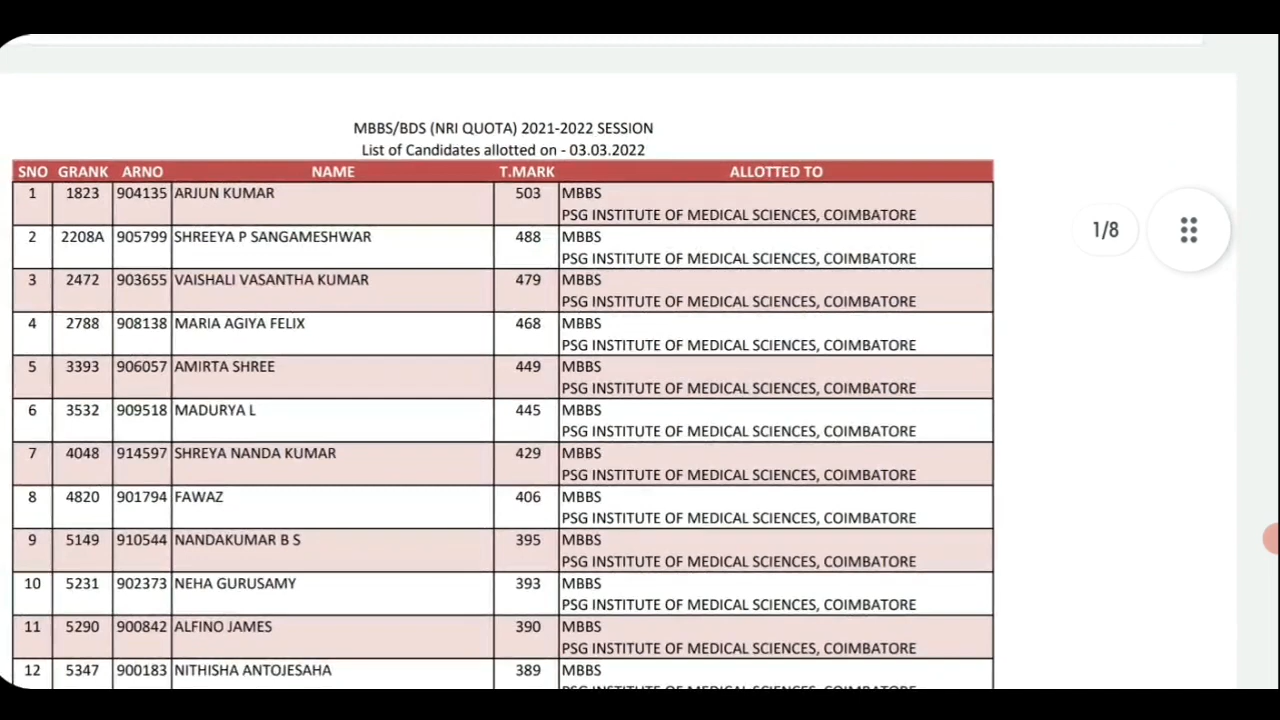 MBBS/BDS (NRI QUOTA) 2021-2022 SESSION
List of Candidates allotted on - 03.03.2022
SNO GRANK ARNO NAME T.MARK ALLOTTED TO
1 1823 904135 ARJUN KUMAR 503 MBBS
PSG INSTITUTE OF MEDICAL SCIENCES, COIMBATORE
1/8
2 2208A 905799 SHREEYA P SANGAMESHWAR 488 MBBS
PSG INSTITUTE OF MEDICAL SCIENCES, COIMBATORE
3 2472 903655 VAISHALI VASANTHA KUMAR 479 MBBS
PSG INSTITUTE OF MEDICAL SCIENCES, COIMBATORE
4 2788 908138 MARIA AGIYA FELIX 468 MBBS
PSG INSTITUTE OF MEDICAL SCIENCES, COIMBATORE
5 3393 906057 AMIRTA SHREE 449 MBBS
PSG INSTITUTE OF MEDICAL SCIENCES, COIMBATORE
6 3532 909518 MADURYA L 445 MBBS
PSG INSTITUTE OF MEDICAL SCIENCES, COIMBATORE
7 4048 914597 SHREYA NANDA KUMAR 429 MBBS
PSG INSTITUTE OF MEDICAL SCIENCES, COIMBATORE
8 4820 901794 FAWAZ 406 MBBS
PSG INSTITUTE OF MEDICAL SCIENCES, COIMBATORE
9 5149 910544 NANDAKUMAR B S 395 MBBS
PSG INSTITUTE OF MEDICAL SCIENCES, COIMBATORE
10 5231 902373 NEHA GURUSAMY 393 MBBS
PSG INSTITUTE OF MEDICAL SCIENCES, COIMBATORE
11 5290 900842 ALFINO JAMES 390 MBBS
PSG INSTITUTE OF MEDICAL SCIENCES, COIMBATORE
12 5347 900183 NITHISHA ANTOJESAHA 389 MBBS